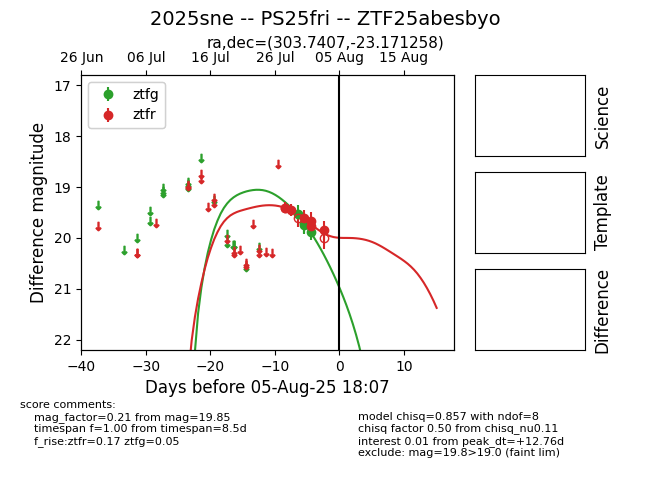 2025sne -- PS25fri -- ZTF25abesbyo
ra,dec=(303.7407,-23.171258)
26 Jun 06 Jul 16 Jul 26 Jul 05 Aug 15 Aug
ztfg
ztfr
17
18
19
20
21
22
Difference magnitude
−40 −30 −20 −10 0 10
Days before 05-Aug-25 18:07
Science
Template
Difference
score comments:
mag_factor=0.21 from mag=19.85
timespan f=1.00 from timespan=8.5d
f_rise:ztfr=0.17 ztfg=0.05
model chisq=0.857 with ndof=8
chisq factor 0.50 from chisq_nu0.11
interest 0.01 from peak_dt=+12.76d
exclude: mag=19.8>19.0 (faint lim)